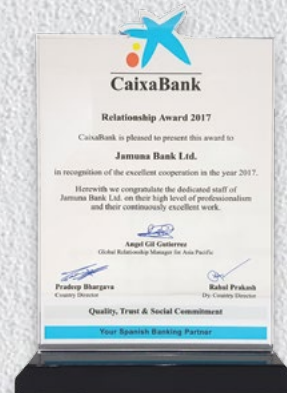 CaixaBank
Relationship Award 2017
CaixaBank is pleased to present this award to
Jamuna Bank Ltd.
in recognition of the excellent cooperation in the year 2017.
Herewith we congratulate the dedicated staff of
Jamuna Bank Ltd. on their high level of professionalism
and their continuously excellent work.
Angel Gil Gutierrez
Global Relationship Manager for Asia Pacific
Pradeep Bhargava
Country Director
Rahul Prakash
Dy. Country Director
Quality, Trust & Social Commitment
Your Spanish Banking Partner